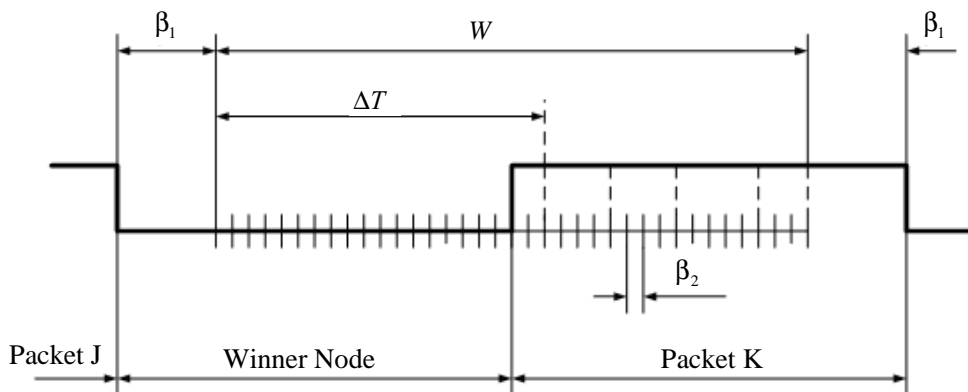 β₁
W
β₁
ΔT
β₂
Packet J
Winner Node
Packet K